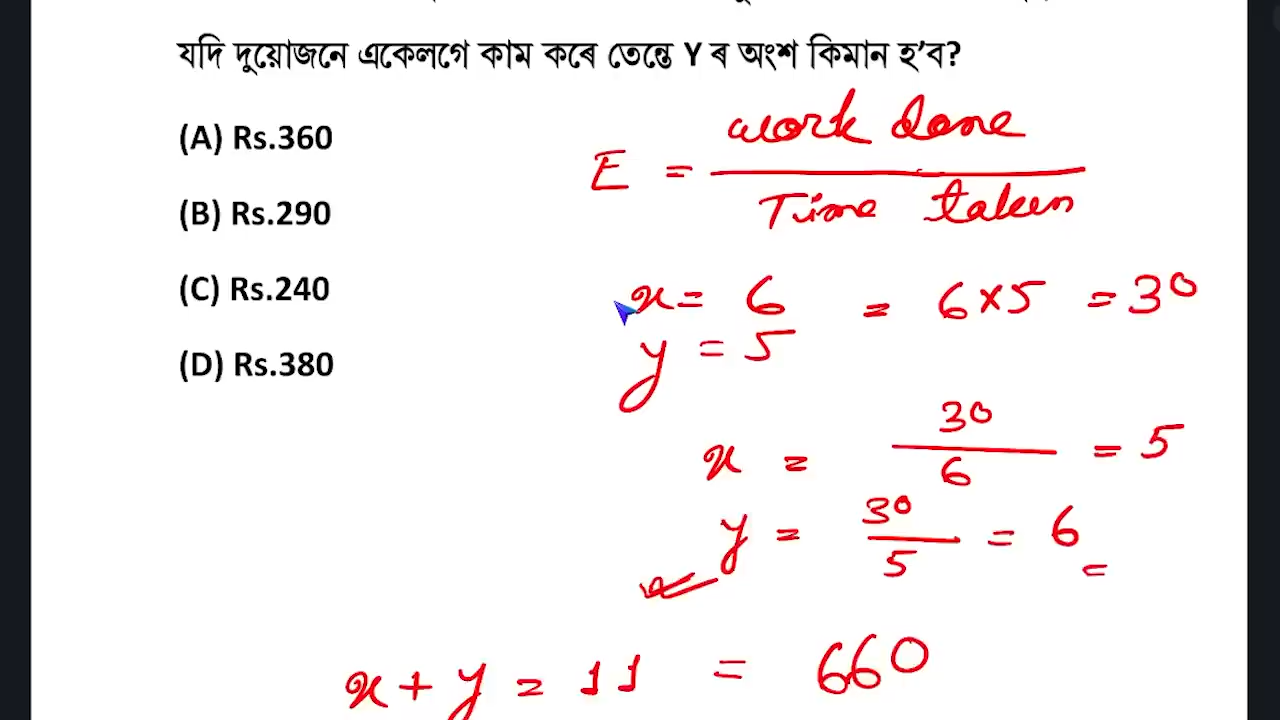 যদি দুয়োজনে একেলগে কাম কৰে তেন্তে Y ৰ অংশ কিমান হ’ব?
(A) Rs.360
(B) Rs.290
(C) Rs.240
(D) Rs.380
E = work done / Time taken
x = 6 = 6×5 = 30
y = 5
x = 30/6 = 5
y = 30/5 = 6
=
x + y = 11 = 660